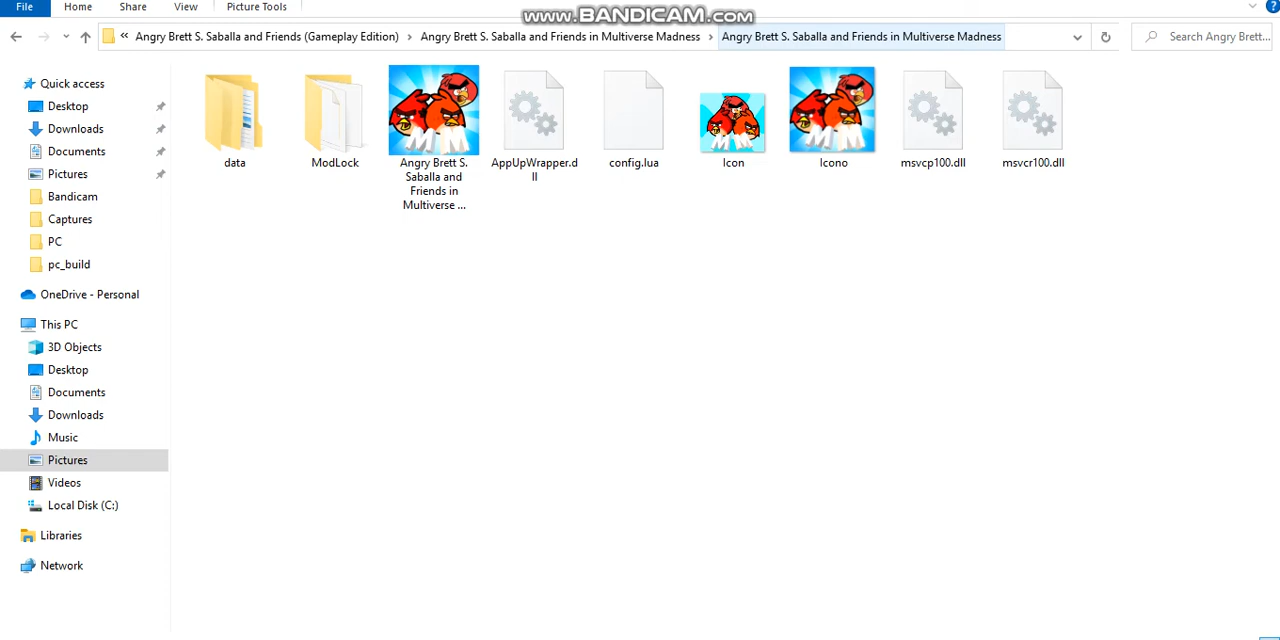 www.BANDICAM.com
File Home Share View Picture Tools
« Angry Brett S. Saballa and Friends (Gameplay Edition) › Angry Brett S. Saballa and Friends in Multiverse Madness › Angry Brett S. Saballa and Friends in Multiverse Madness
Search Angry Brett...
Quick access
Desktop
Downloads
Documents
Pictures
Bandicam
Captures
PC
pc_build
OneDrive - Personal
This PC
3D Objects
Desktop
Documents
Downloads
Music
Pictures
Videos
Local Disk (C:)
Libraries
Network
data
ModLock
Angry Brett S.
Saballa and
Friends in
Multiverse ...
AppUpWrapper.d
ll
config.lua
Icon
Icono
msvcp100.dll
msvcr100.dll